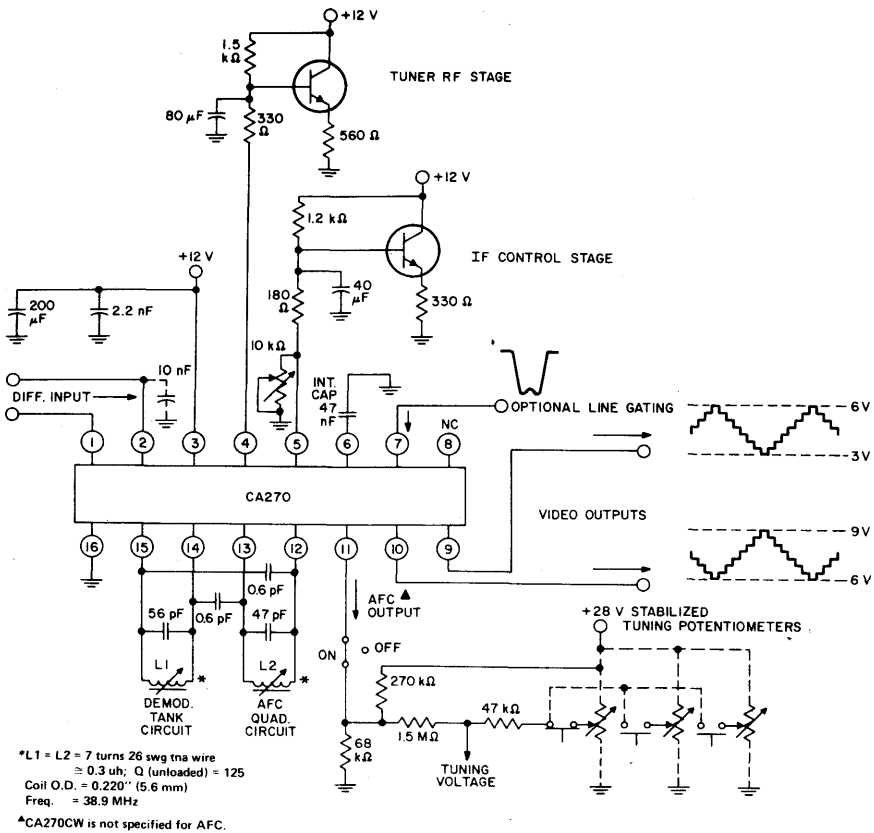 +12 V
1.5
kΩ
TUNER RF STAGE
80 μF
330
Ω
560 Ω
+12 V
1.2 kΩ
IF CONTROL STAGE
+12 V
200
μF
2.2 nF
180
Ω
40
μF
330 Ω
10 kΩ
10 nF
DIFF. INPUT
INT.
CAP
47
nF
OPTIONAL LINE GATING
6V
3V
NC
1 2 3 4 5 6 7 8
CA270
VIDEO OUTPUTS
9V
6V
16 15 14 13 12 11 10 9
0.6 pF
56 pF
0.6 pF
47 pF
AFC ▲
OUTPUT
+28 V STABILIZED
TUNING POTENTIOMETERS
ON
OFF
L1
*
L2
*
DEMOD.
TANK
CIRCUIT
AFC
QUAD.
CIRCUIT
270 kΩ
47 kΩ
1.5 MΩ
68
kΩ
TUNING
VOLTAGE
*L1 = L2 = 7 turns 26 swg tna wire
≅ 0.3 uh; Q (unloaded) = 125
Coil O.D. = 0.220" (5.6 mm)
Freq. = 38.9 MHz
▲CA270CW is not specified for AFC.